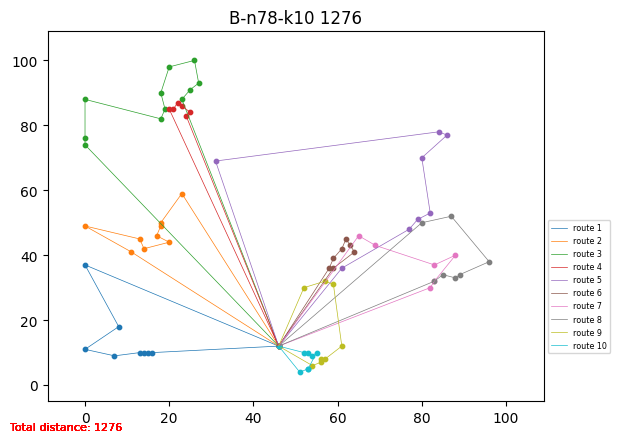 B-n78-k10 1276
100
80
60
40
20
0
0 20 40 60 80 100
route 1
route 2
route 3
route 4
route 5
route 6
route 7
route 8
route 9
route 10
Total distance: 1276